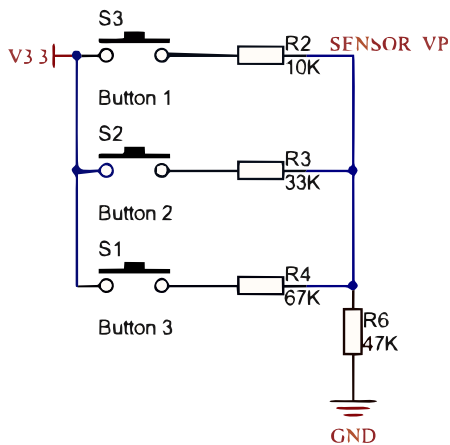 S3
V3 3
R2
SENSOR VP
10K
Button 1
S2
R3
33K
Button 2
S1
R4
67K
Button 3
R6
47K
GND